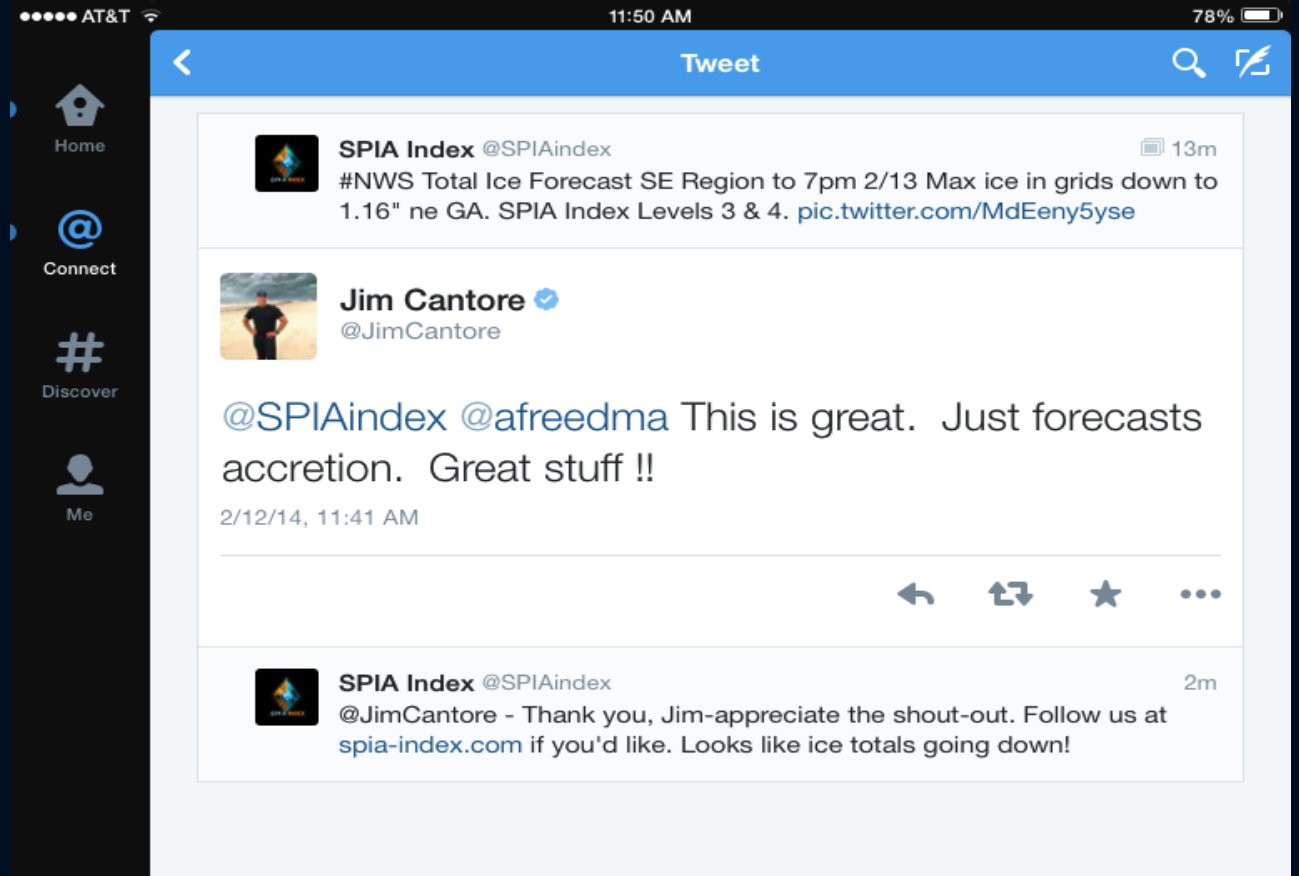 AT&T
11:50 AM
78%
Tweet
Home
Connect
Discover
Me
SPIA Index @SPIAindex
13m
#NWS Total Ice Forecast SE Region to 7pm 2/13 Max ice in grids down to
1.16" ne GA. SPIA Index Levels 3 & 4. pic.twitter.com/MdEeny5yse
Jim Cantore
@JimCantore
@SPIAindex @afreedma This is great.  Just forecasts
accretion.  Great stuff !!
2/12/14, 11:41 AM
SPIA Index @SPIAindex
2m
@JimCantore - Thank you, Jim-appreciate the shout-out. Follow us at
spia-index.com if you'd like. Looks like ice totals going down!